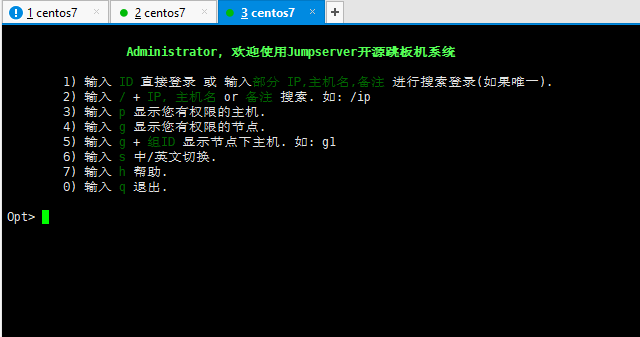 1 centos7 × 2 centos7 × 3 centos7 × +
Administrator, 欢迎使用Jumpserver开源跳板机系统
1) 输入 ID 直接登录 或 输入部分 IP,主机名,备注 进行搜索登录(如果唯一).
2) 输入 / + IP, 主机名 or 备注 搜索. 如: /ip
3) 输入 p 显示您有权限的主机.
4) 输入 g 显示您有权限的节点.
5) 输入 g + 组ID 显示节点下主机. 如: g1
6) 输入 s 中/英文切换.
7) 输入 h 帮助.
0) 输入 q 退出.
Opt>